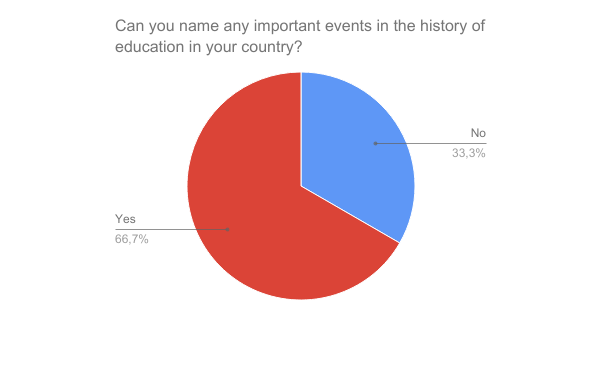 Can you name any important events in the history of
education in your country?
No
33,3%
Yes
66,7%